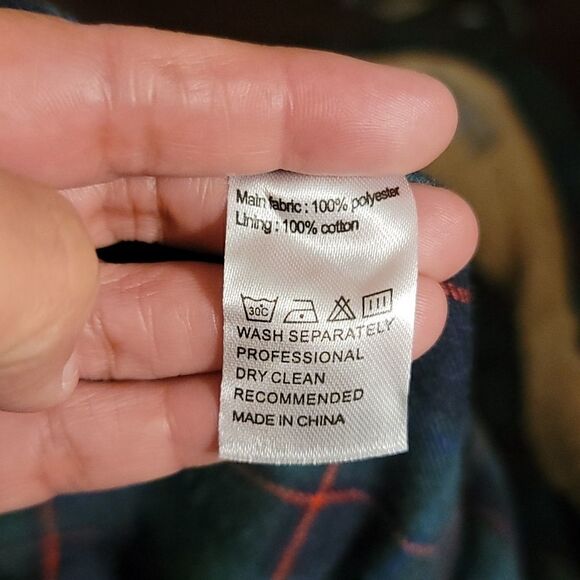 Main fabric : 100% polyester
Lining : 100% cotton
30C
WASH SEPARATELY
PROFESSIONAL
DRY CLEAN
RECOMMENDED
MADE IN CHINA